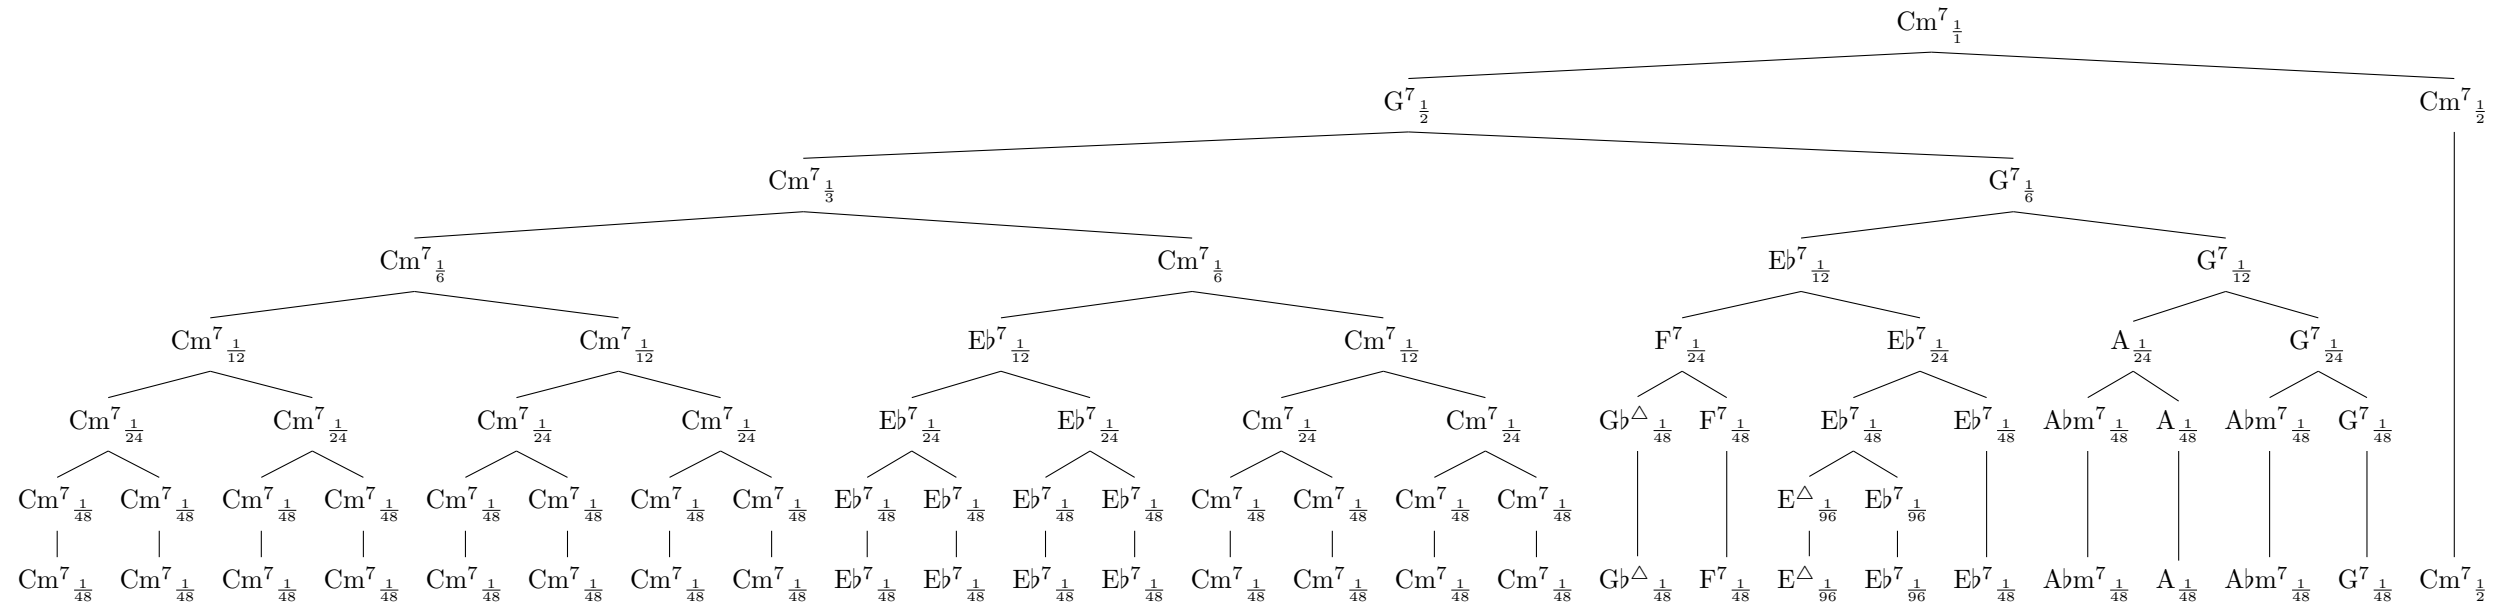 Cm⁷ 1/1
G⁷ 1/2 Cm⁷ 1/2
Cm⁷ 1/3 G⁷ 1/6
Cm⁷ 1/6 Cm⁷ 1/6 E♭⁷ 1/12 G⁷ 1/12
Cm⁷ 1/12 Cm⁷ 1/12 E♭⁷ 1/12 Cm⁷ 1/12 F⁷ 1/24 E♭⁷ 1/24 A 1/24 G⁷ 1/24
Cm⁷ 1/24 Cm⁷ 1/24 Cm⁷ 1/24 Cm⁷ 1/24 E♭⁷ 1/24 E♭⁷ 1/24 Cm⁷ 1/24 Cm⁷ 1/24 G♭△ 1/48 F⁷ 1/48 E♭⁷ 1/48 E♭⁷ 1/48 A♭m⁷ 1/48 A 1/48 A♭m⁷ 1/48 G⁷ 1/48
Cm⁷ 1/48 Cm⁷ 1/48 Cm⁷ 1/48 Cm⁷ 1/48 Cm⁷ 1/48 Cm⁷ 1/48 Cm⁷ 1/48 Cm⁷ 1/48 E♭⁷ 1/48 E♭⁷ 1/48 E♭⁷ 1/48 E♭⁷ 1/48 Cm⁷ 1/48 Cm⁷ 1/48 Cm⁷ 1/48 Cm⁷ 1/48 E△ 1/96 E♭⁷ 1/96
Cm⁷ 1/48 Cm⁷ 1/48 Cm⁷ 1/48 Cm⁷ 1/48 Cm⁷ 1/48 Cm⁷ 1/48 Cm⁷ 1/48 Cm⁷ 1/48 E♭⁷ 1/48 E♭⁷ 1/48 E♭⁷ 1/48 E♭⁷ 1/48 Cm⁷ 1/48 Cm⁷ 1/48 Cm⁷ 1/48 Cm⁷ 1/48 G♭△ 1/48 F⁷ 1/48 E△ 1/96 E♭⁷ 1/96 E♭⁷ 1/48 A♭m⁷ 1/48 A 1/48 A♭m⁷ 1/48 G⁷ 1/48 Cm⁷ 1/2